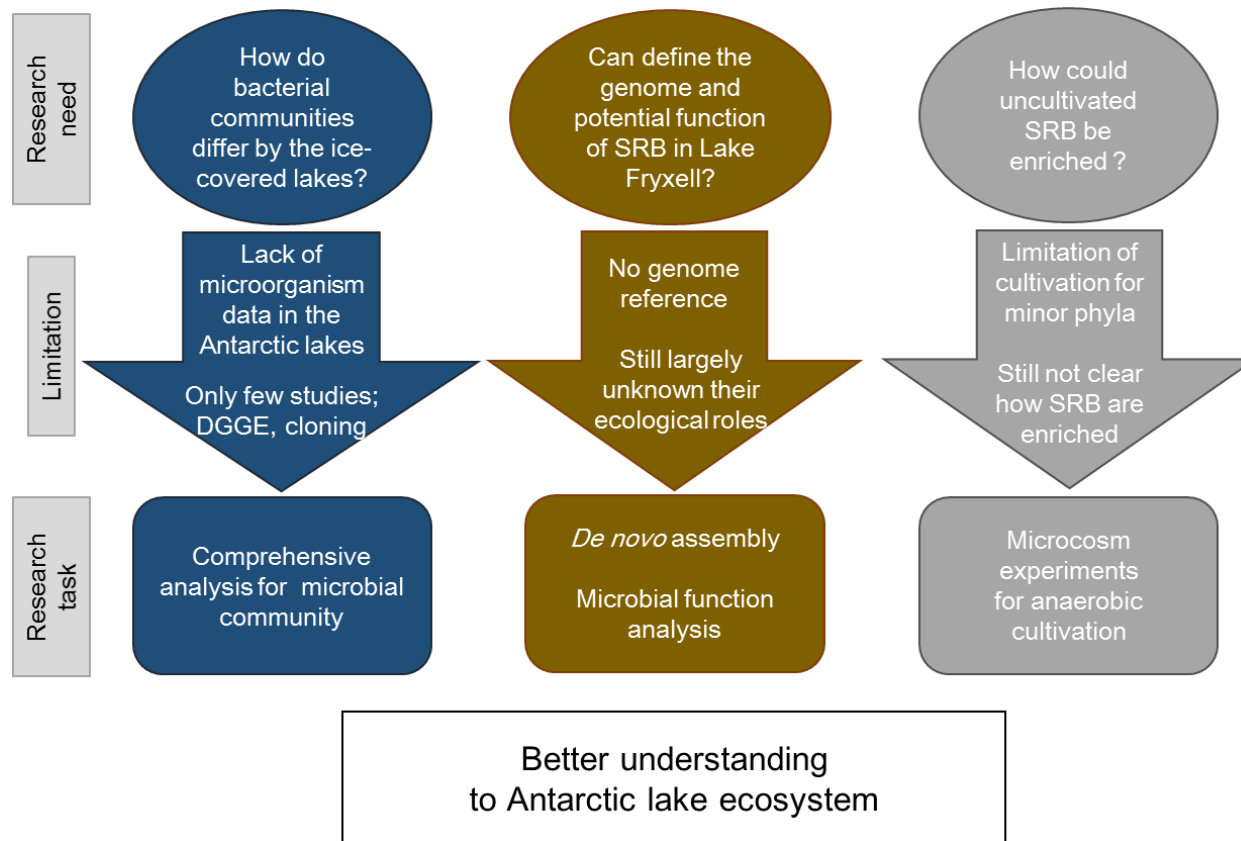 Research
need
How do
bacterial
communities
differ by the ice-
covered lakes?
Can define the
genome and
potential function
of SRB in Lake
Fryxell?
How could
uncultivated
SRB be
enriched ?
Limitation
Lack of
microorganism
data in the
Antarctic lakes
Only few studies;
DGGE, cloning
No genome
reference
Still largely
unknown their
ecological roles
Limitation of
cultivation for
minor phyla
Still not clear
how SRB are
enriched
Research
task
Comprehensive
analysis for microbial
community
De novo assembly
Microbial function
analysis
Microcosm
experiments
for anaerobic
cultivation
Better understanding
to Antarctic lake ecosystem